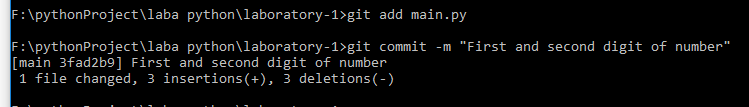 F:\pythonProject\laba python\laboratory-1>git add main.py
F:\pythonProject\laba python\laboratory-1>git commit -m "First and second digit of number"
[main 3fad2b9] First and second digit of number
1 file changed, 3 insertions(+), 3 deletions(-)